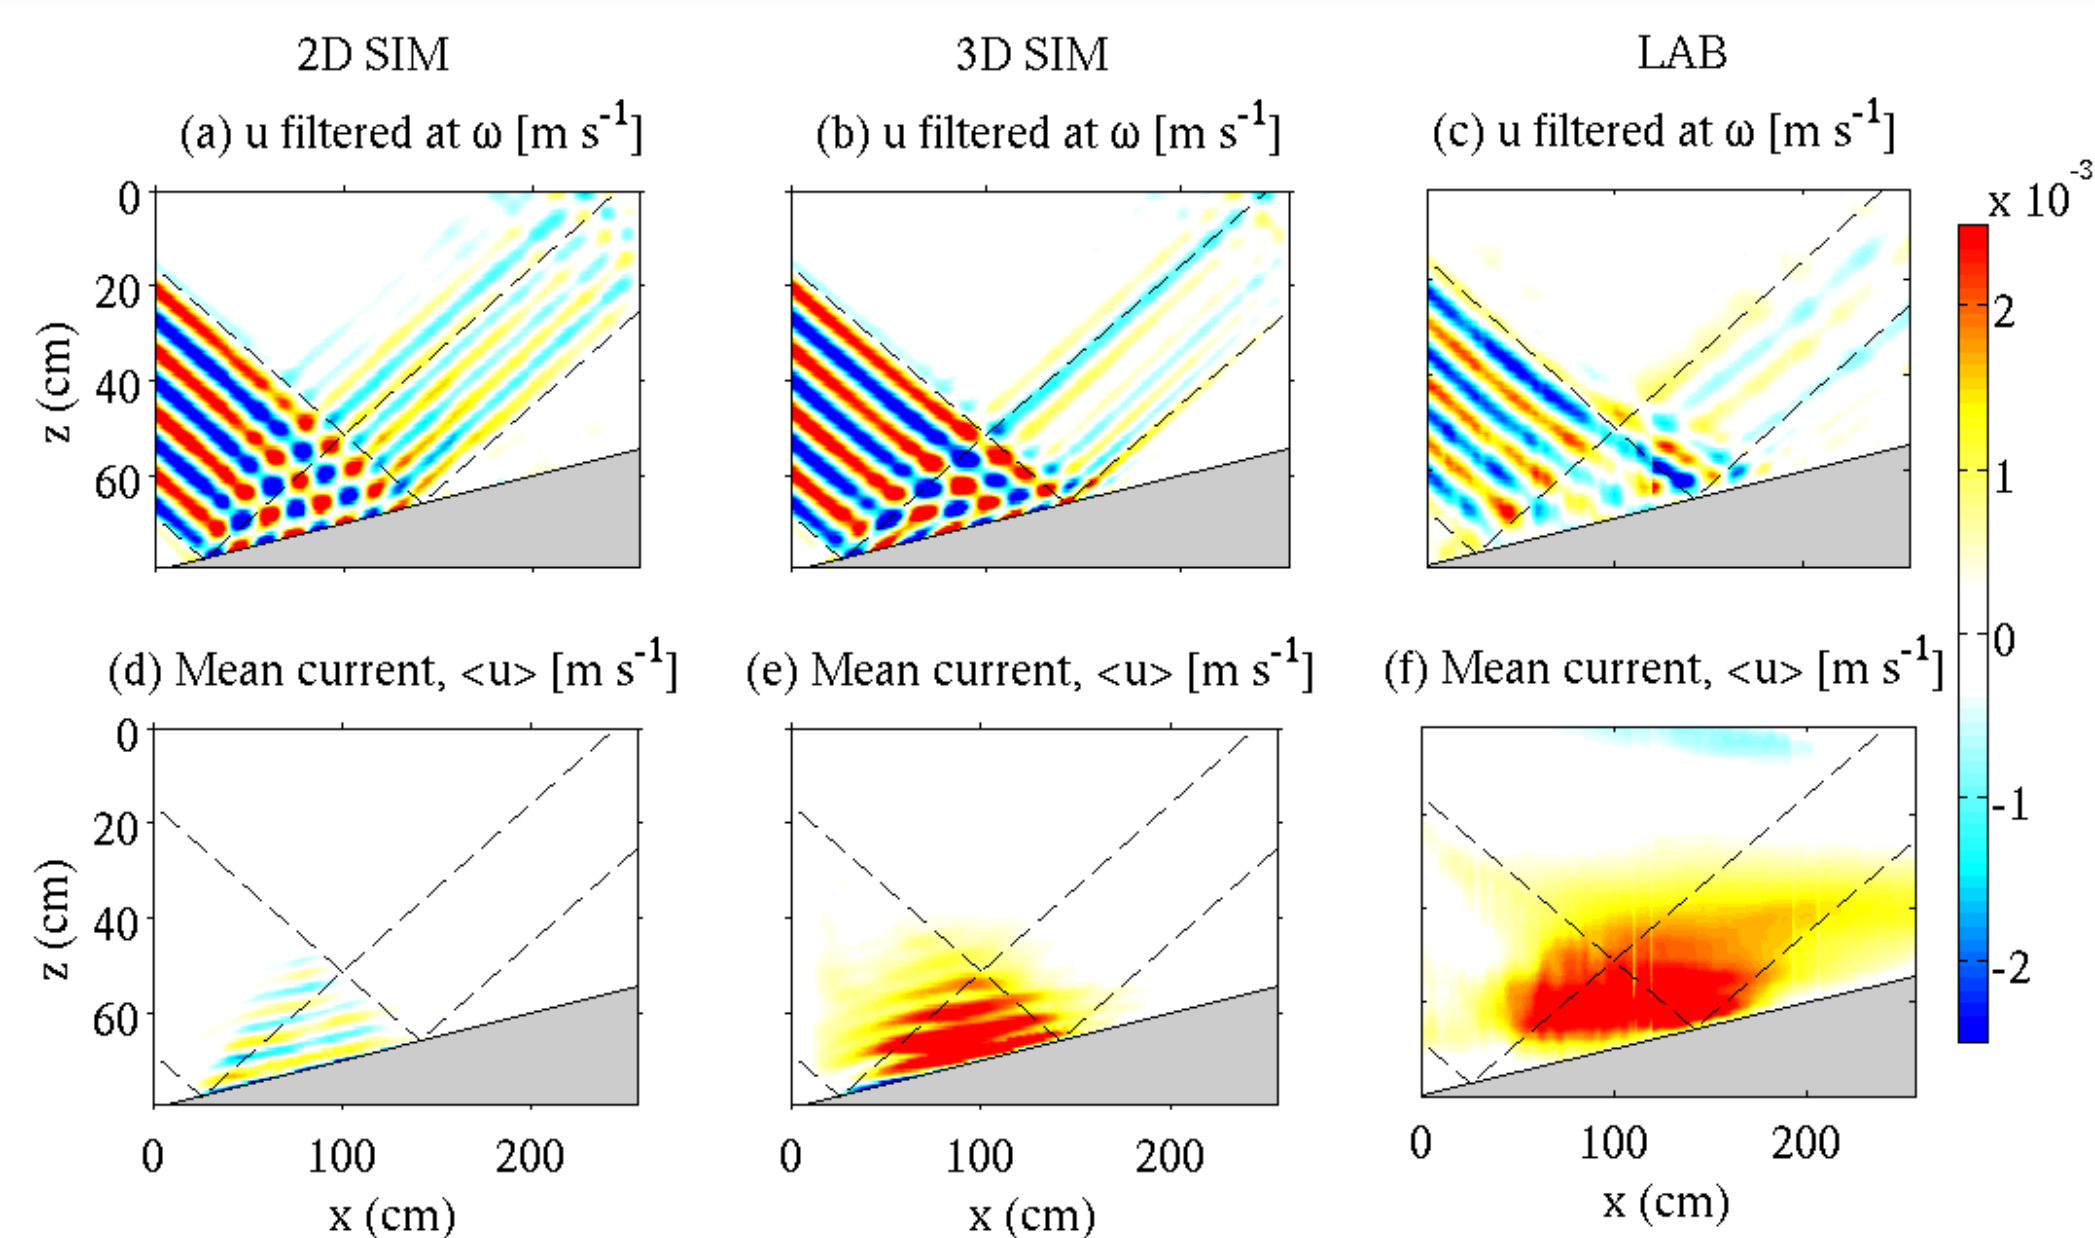 2D SIM 3D SIM LAB
(a) u filtered at ω [m s⁻¹] (b) u filtered at ω [m s⁻¹] (c) u filtered at ω [m s⁻¹]
x 10⁻³
0
20
40
60
z (cm)
2
1
0
-1
-2
(d) Mean current, <u> [m s⁻¹] (e) Mean current, <u> [m s⁻¹] (f) Mean current, <u> [m s⁻¹]
0
20
40
60
z (cm)
0 100 200 0 100 200 0 100 200
x (cm) x (cm) x (cm)